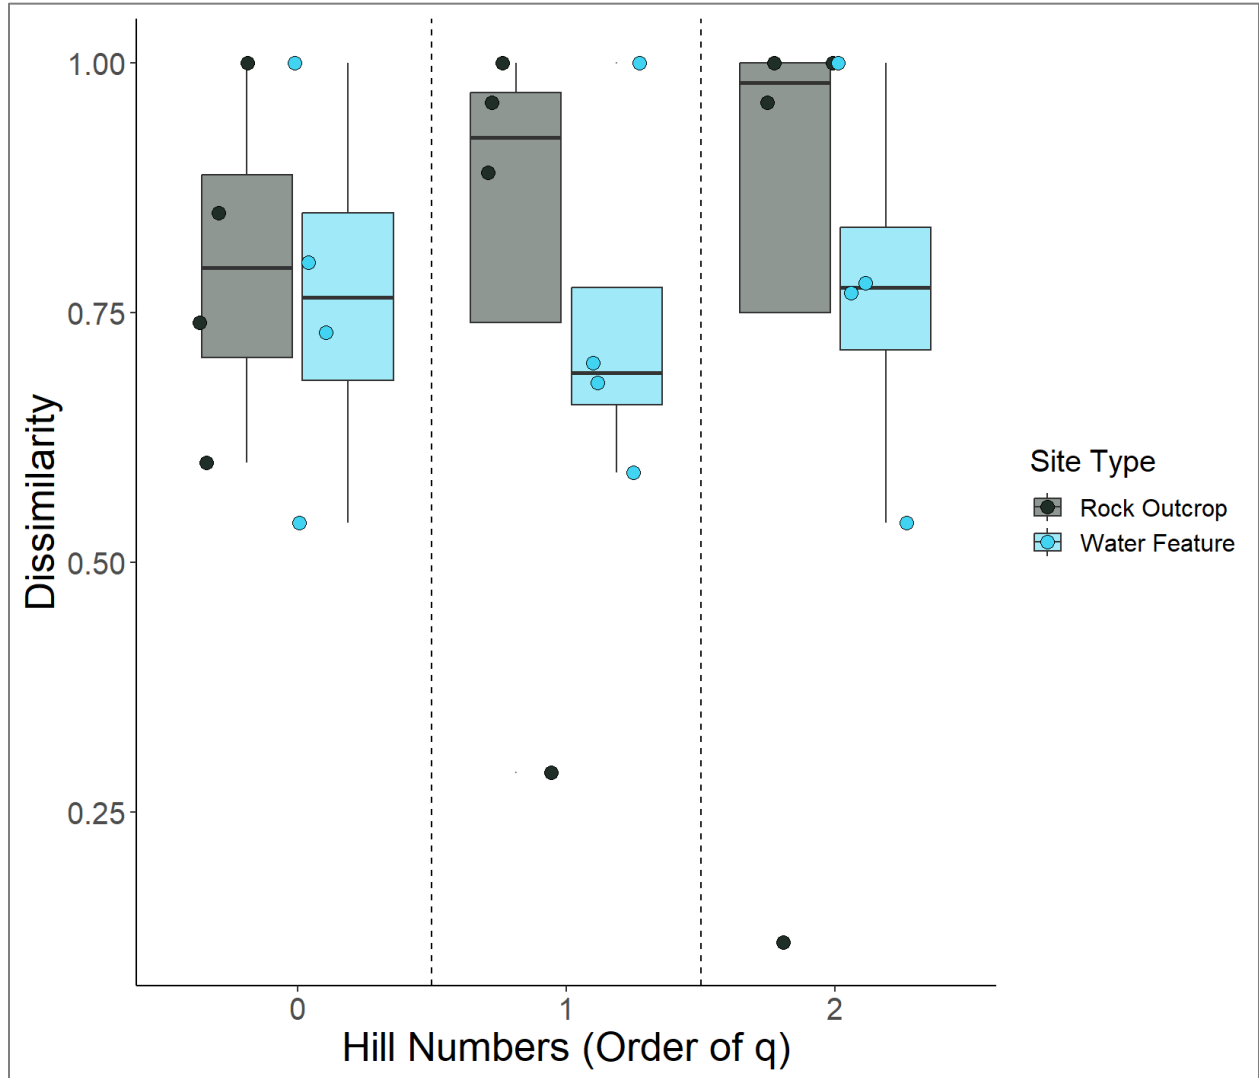 Dissimilarity
1.00
0.75
0.50
0.25
0
1
2
Hill Numbers (Order of q)
Site Type
Rock Outcrop
Water Feature